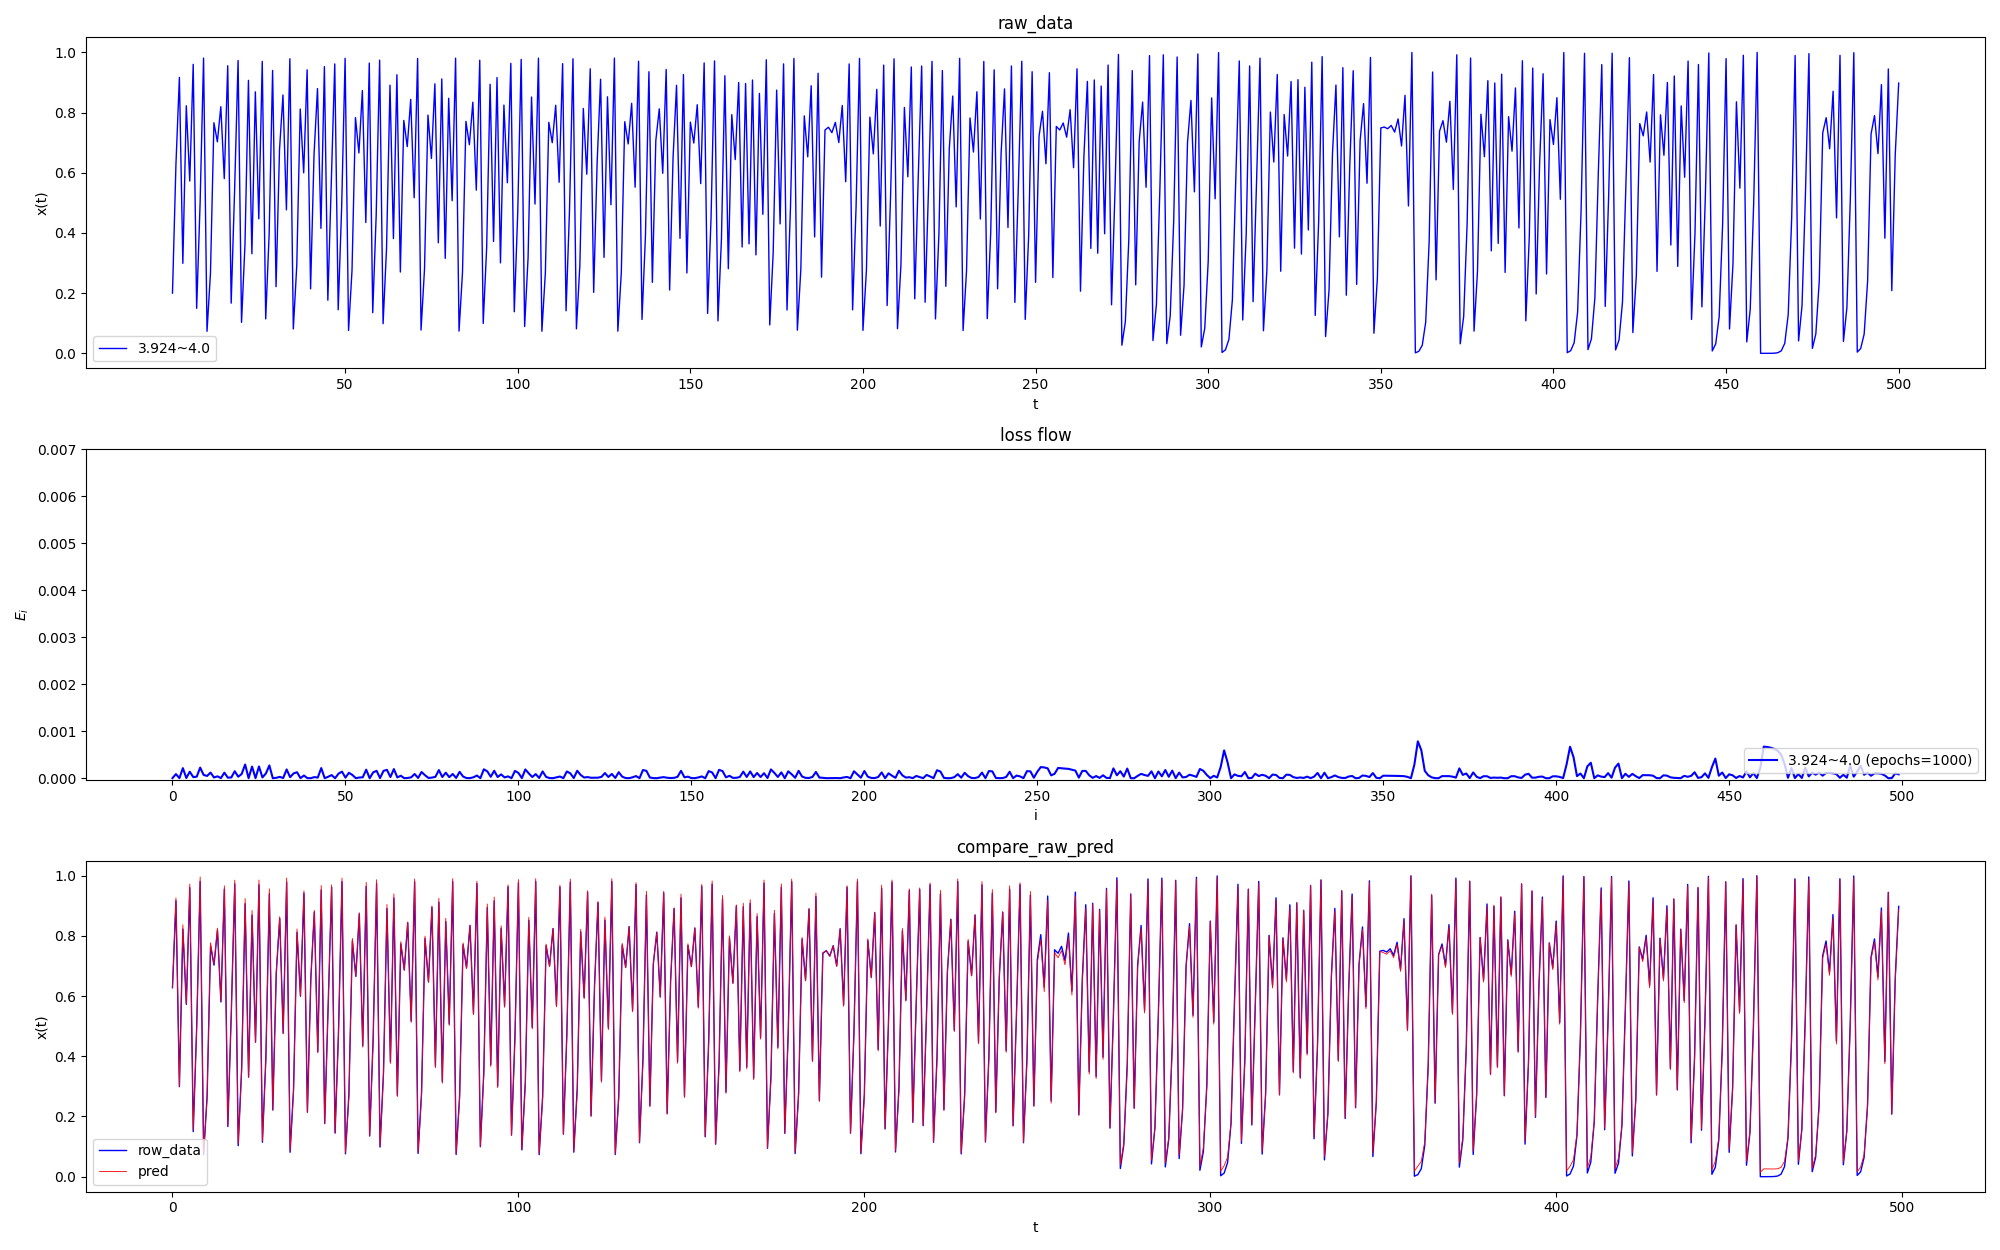 raw_data
1.0
0.8
0.6
0.4
0.2
0.0
x(t)
3.924~4.0
50 100 150 200 250 300 350 400 450 500
t
loss flow
0.007
0.006
0.005
0.004
0.003
0.002
0.001
0.000
E_i
3.924~4.0 (epochs=1000)
0 50 100 150 200 250 300 350 400 450 500
i
compare_raw_pred
1.0
0.8
0.6
0.4
0.2
0.0
x(t)
row_data
pred
0 100 200 300 400 500
t